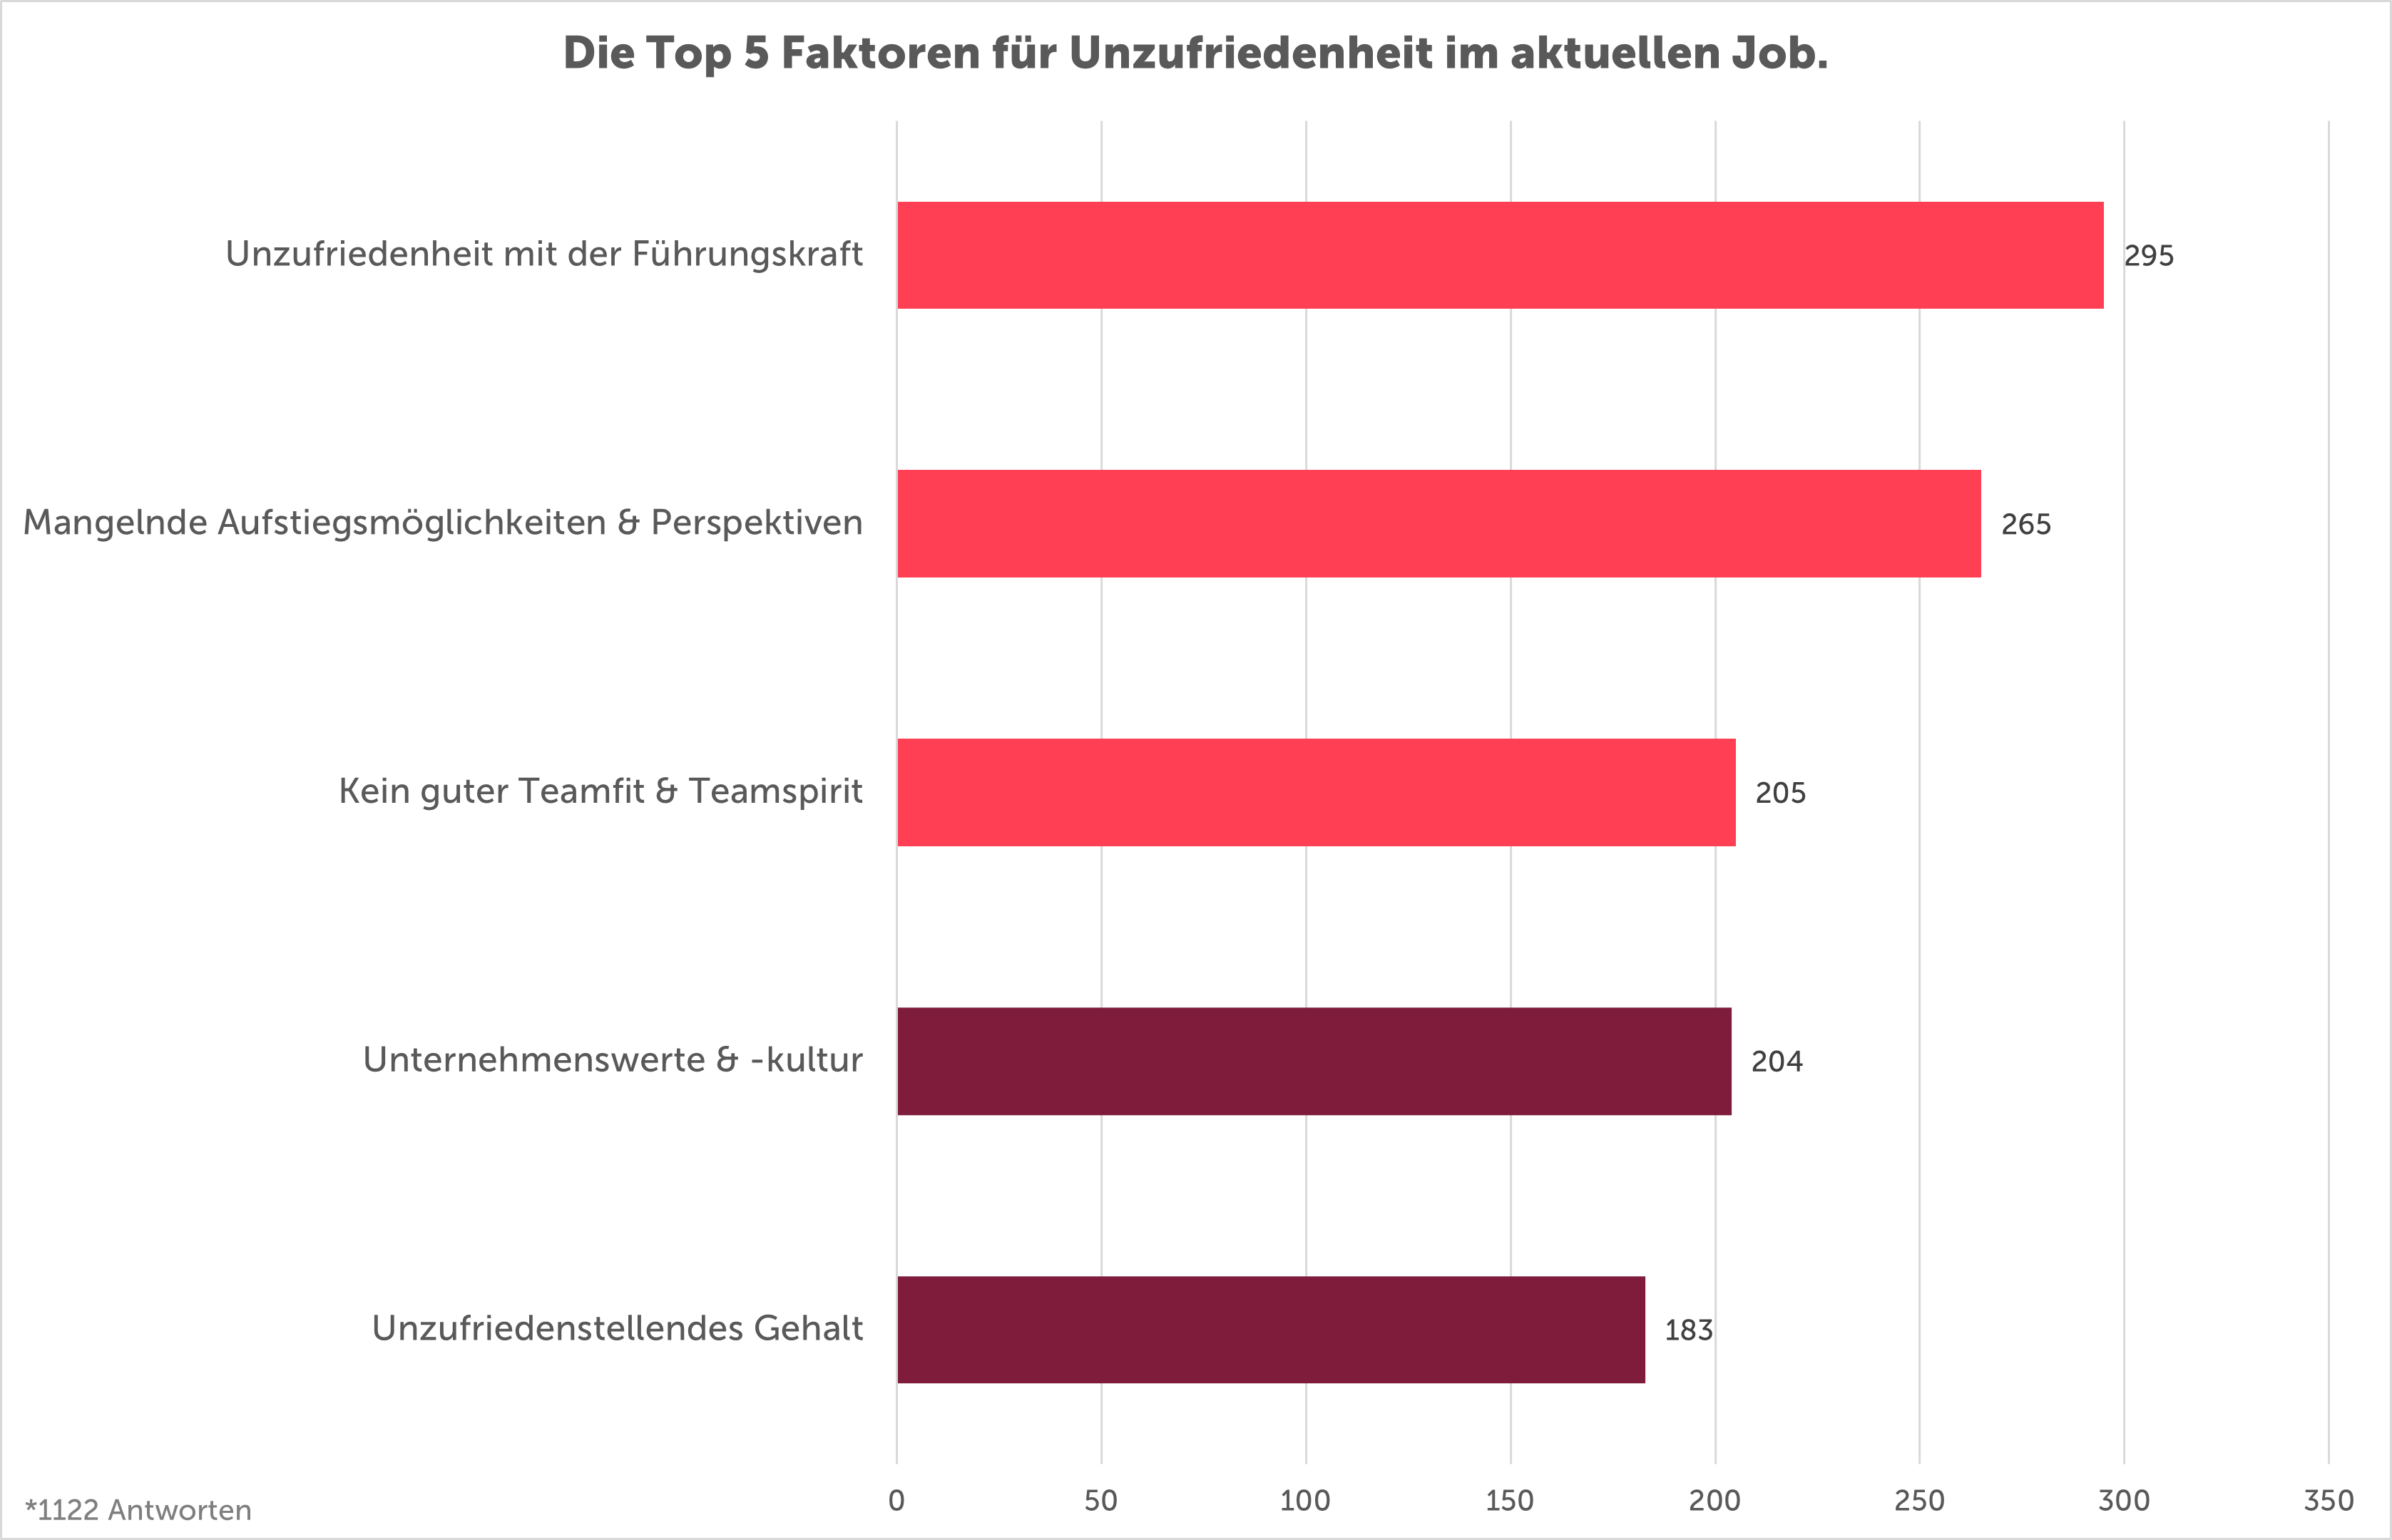 Die Top 5 Faktoren für Unzufriedenheit im aktuellen Job.
Unzufriedenheit mit der Führungskraft 295
Mangelnde Aufstiegsmöglichkeiten & Perspektiven 265
Kein guter Teamfit & Teamspirit 205
Unternehmenswerte & -kultur 204
Unzufriedenstellendes Gehalt 183
0 50 100 150 200 250 300 350
*1122 Antworten